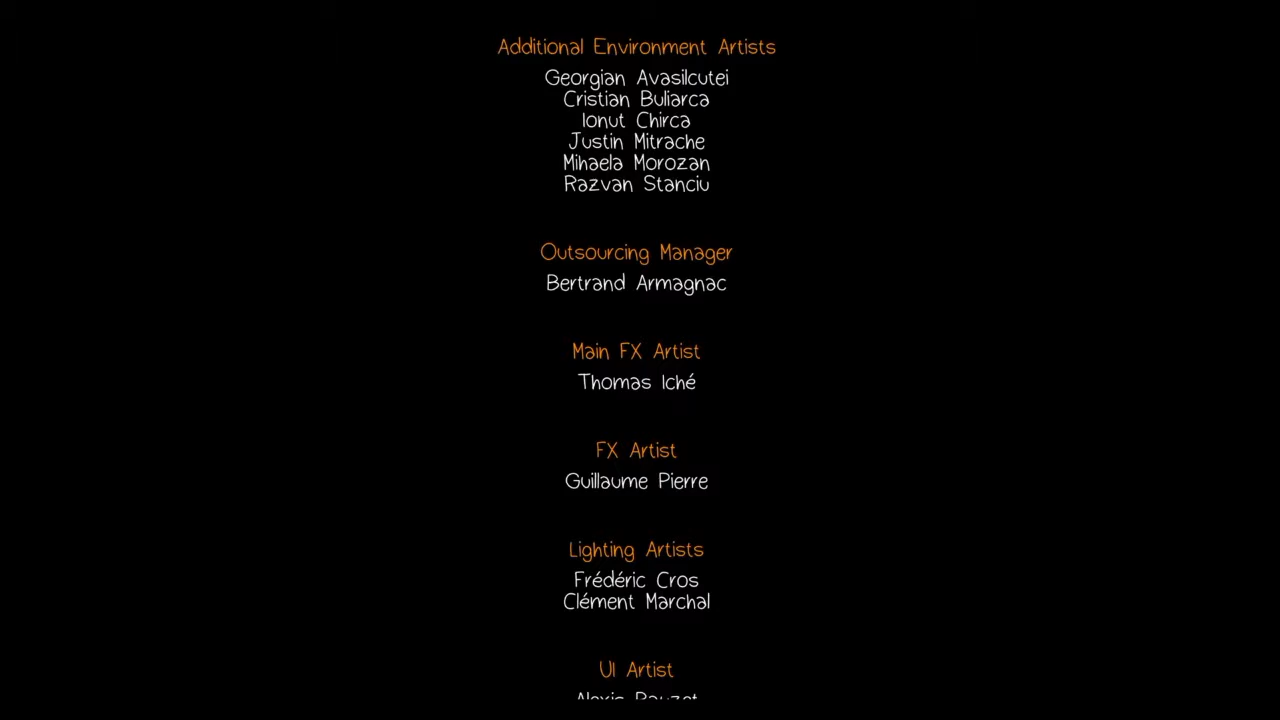 Additional Environment Artists
Georgian Avasilcutei
Cristian Buliarca
Ionut Chirca
Justin Mitrache
Mihaela Morozan
Razvan Stanciu
Outsourcing Manager
Bertrand Armagnac
Main FX Artist
Thomas Iché
FX Artist
Guillaume Pierre
Lighting Artists
Frédéric Cros
Clément Marchal
UI Artist
Alexis